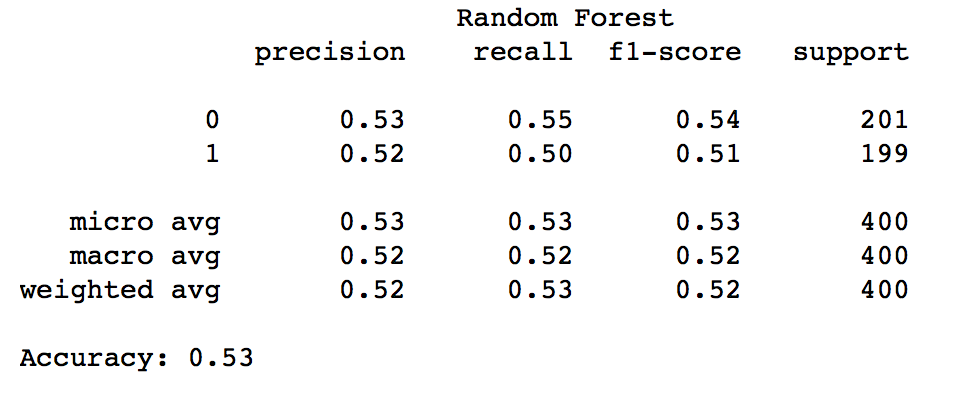 Random Forest
precision recall f1-score support
0 0.53 0.55 0.54 201
1 0.52 0.50 0.51 199
micro avg 0.53 0.53 0.53 400
macro avg 0.52 0.52 0.52 400
weighted avg 0.52 0.53 0.52 400
Accuracy: 0.53